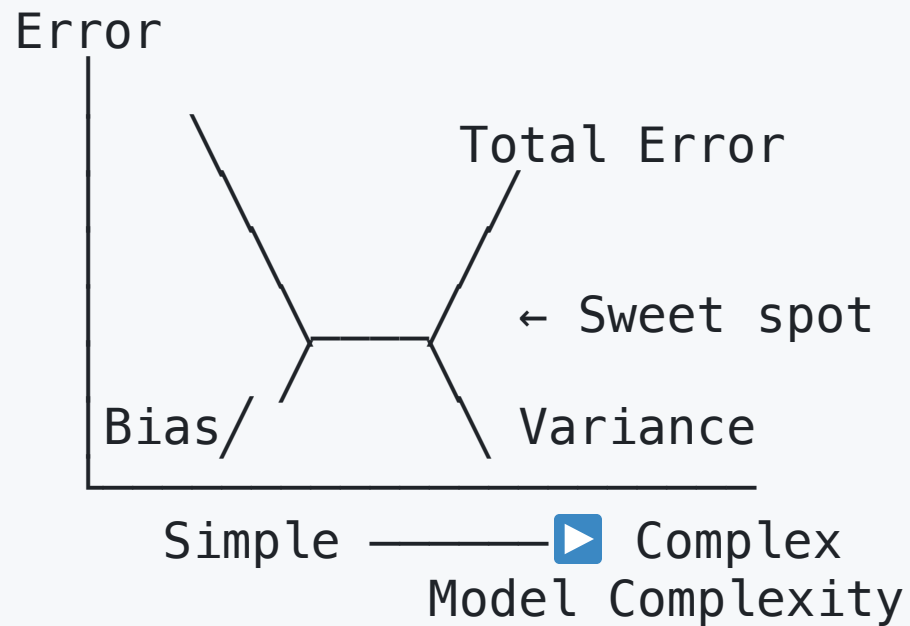 Error
Total Error
← Sweet spot
Bias/ Variance
Simple ▶ Complex
Model Complexity